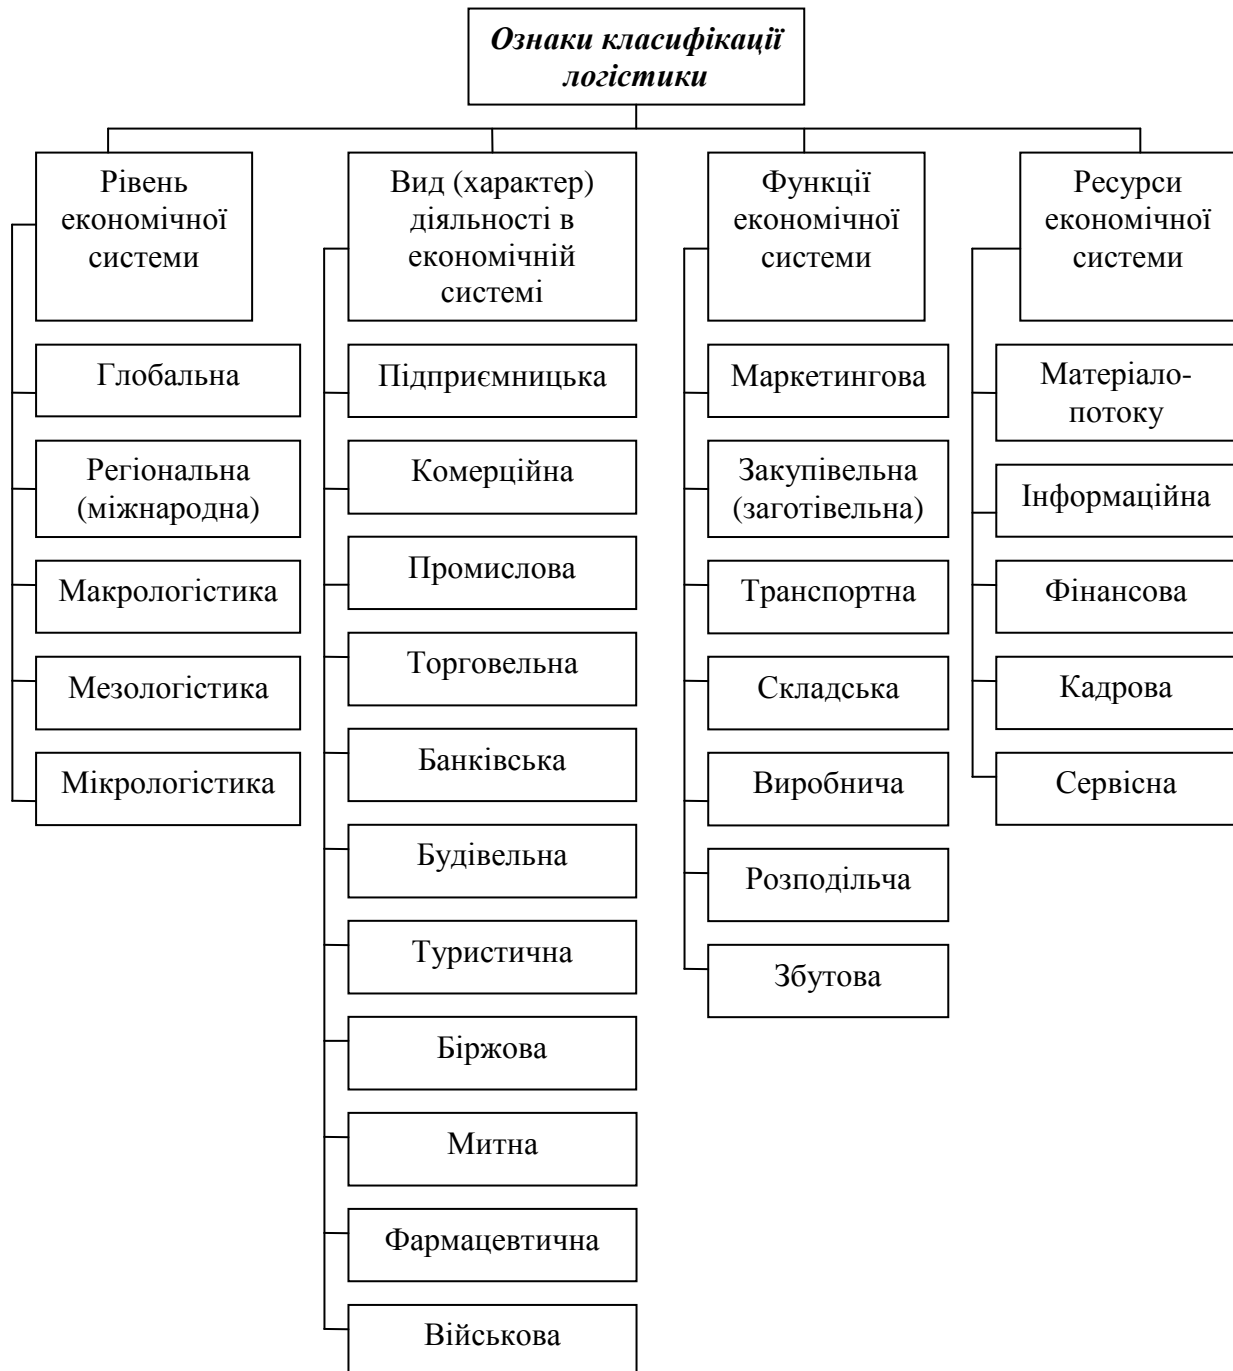 Ознаки класифікації
логістики
Рівень
економічної
системи
Глобальна
Регіональна
(міжнародна)
Макрологістика
Мезологістика
Мікрологістика
Вид (характер)
діяльності в
економічній
системі
Підприємницька
Комерційна
Промислова
Торговельна
Банківська
Будівельна
Туристична
Біржова
Митна
Фармацевтична
Військова
Функції
економічної
системи
Маркетингова
Закупівельна
(заготівельна)
Транспортна
Складська
Виробнича
Розподільча
Збутова
Ресурси
економічної
системи
Матеріало-
потоку
Інформаційна
Фінансова
Кадрова
Сервісна